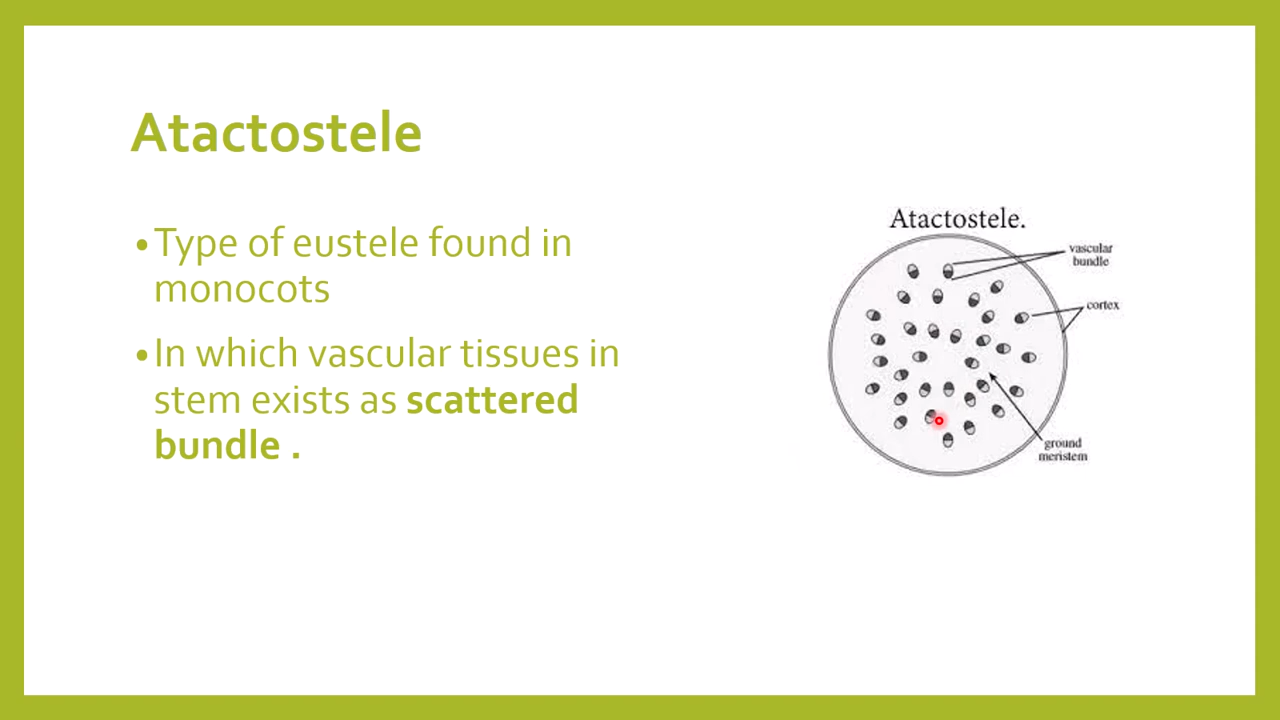 Atactostele
•Type of eustele found in
monocots
•In which vascular tissues in
stem exists as scattered
bundle .
Atactostele.
vascular
bundle
cortex
ground
meristem